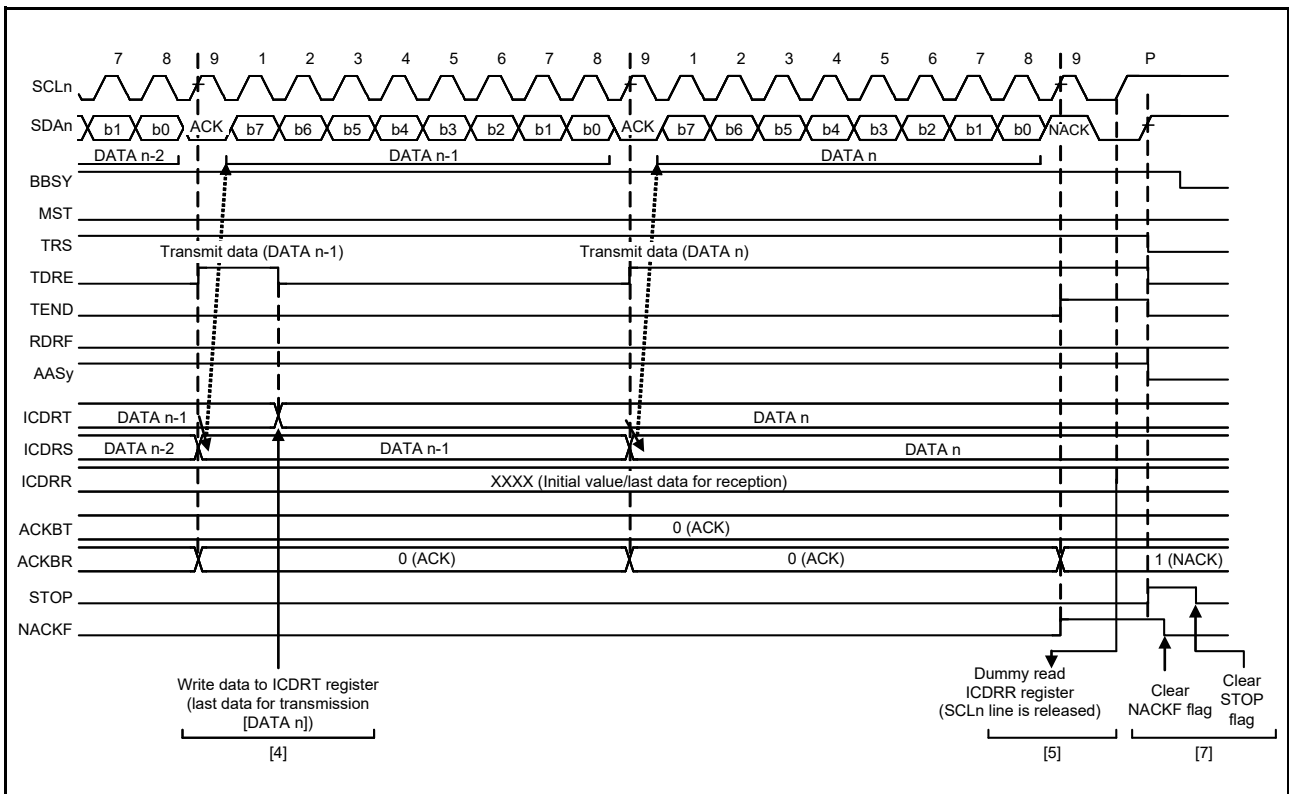 7 8 9 1 2 3 4 5 6 7 8 9 1 2 3 4 5 6 7 8 9 P
SCLn
SDAn b1 b0 ACK b7 b6 b5 b4 b3 b2 b1 b0 ACK b7 b6 b5 b4 b3 b2 b1 b0 NACK
DATA n-2 DATA n-1 DATA n
BBSY
MST
TRS
Transmit data (DATA n-1) Transmit data (DATA n)
TDRE
TEND
RDRF
AASy
ICDRT DATA n-1 DATA n
ICDRS DATA n-2 DATA n-1 DATA n
ICDRR XXXX (Initial value/last data for reception)
ACKBT 0 (ACK)
ACKBR 0 (ACK) 0 (ACK) 1 (NACK)
STOP
NACKF
Write data to ICDRT register
(last data for transmission
[DATA n])
[4]
Dummy read
ICDRR register
(SCLn line is released)
[5]
Clear
NACKF flag
Clear
STOP
flag
[7]